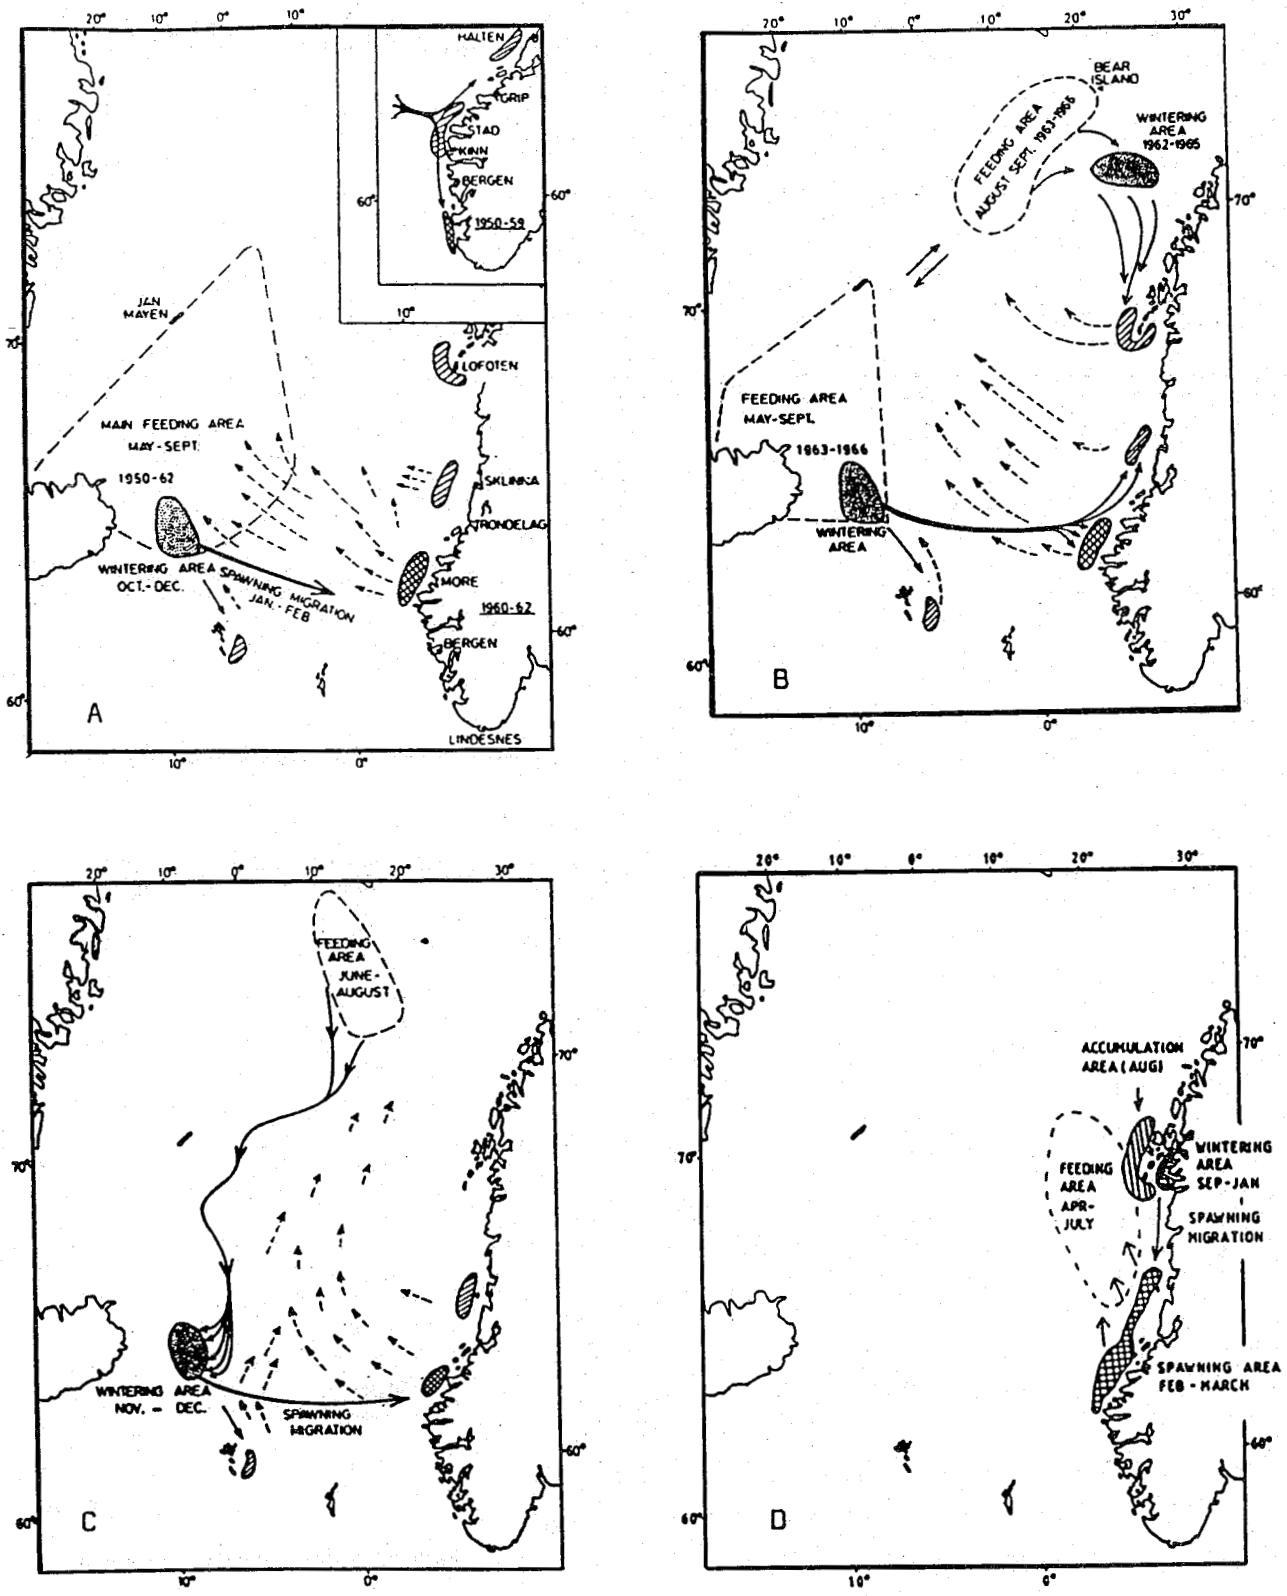 20° 10° 0° 10°
HALTEN
GRIP
STAD
KINN
BERGEN
60°
60°
1950-59
10°
JAN
MAYEN
70°
LOFOTEN
MAIN FEEDING AREA
MAY-SEPT.
1950-62
SKLINNA
TRONDELAG
WINTERING AREA
OCT.-DEC.
SPAWNING MIGRATION
JAN.-FEB
MORE
1960-62
60°
BERGEN
60°
A
LINDESNES
10° 0°
20° 10° 0° 10° 20° 30°
BEAR
ISLAND
FEEDING AREA
AUGUST SEPT. 1963-1966
WINTERING
AREA
1962-1965
70°
70°
FEEDING AREA
MAY-SEPT.
1963-1966
WINTERING
AREA
60°
60°
B
10° 0°
20° 10° 0° 10° 20° 30°
FEEDING
AREA
JUNE-
AUGUST
70°
70°
WINTERING AREA
NOV. - DEC.
SPAWNING
MIGRATION
60°
60°
C
10° 0°
20° 10° 0° 10° 20° 30°
70°
ACCUMULATION
AREA (AUG)
70°
FEEDING
AREA
APR-
JULY
WINTERING
AREA
SEP-JAN
SPAWNING
MIGRATION
SPAWNING AREA
FEB-MARCH
60°
60°
D
10° 0°